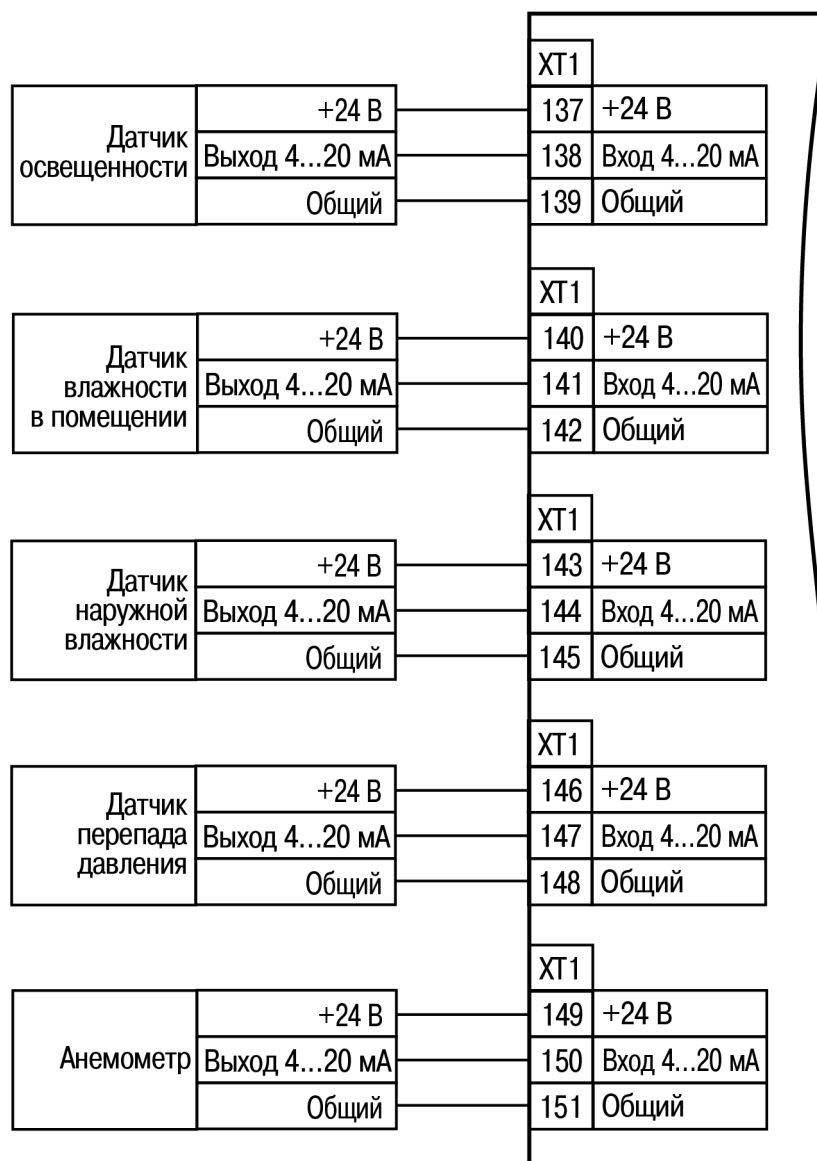 XT1
+24 В 137 +24 В
Датчик
освещенности
Выход 4...20 мА 138 Вход 4...20 мА
Общий 139 Общий
XT1
+24 В 140 +24 В
Датчик
влажности
в помещении
Выход 4...20 мА 141 Вход 4...20 мА
Общий 142 Общий
XT1
+24 В 143 +24 В
Датчик
наружной
влажности
Выход 4...20 мА 144 Вход 4...20 мА
Общий 145 Общий
XT1
+24 В 146 +24 В
Датчик
перепада
давления
Выход 4...20 мА 147 Вход 4...20 мА
Общий 148 Общий
XT1
+24 В 149 +24 В
Анемометр Выход 4...20 мА 150 Вход 4...20 мА
Общий 151 Общий